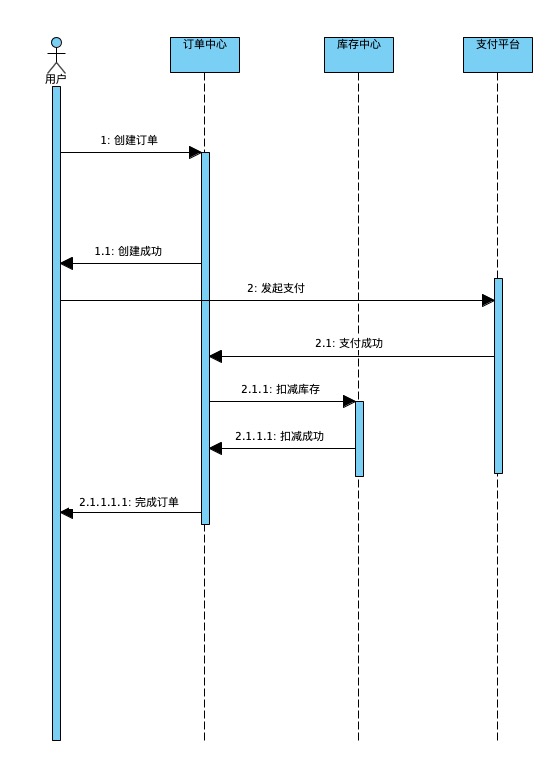 订单中心
库存中心
支付平台
用户
1: 创建订单
1.1: 创建成功
2: 发起支付
2.1: 支付成功
2.1.1: 扣减库存
2.1.1.1: 扣减成功
2.1.1.1.1: 完成订单